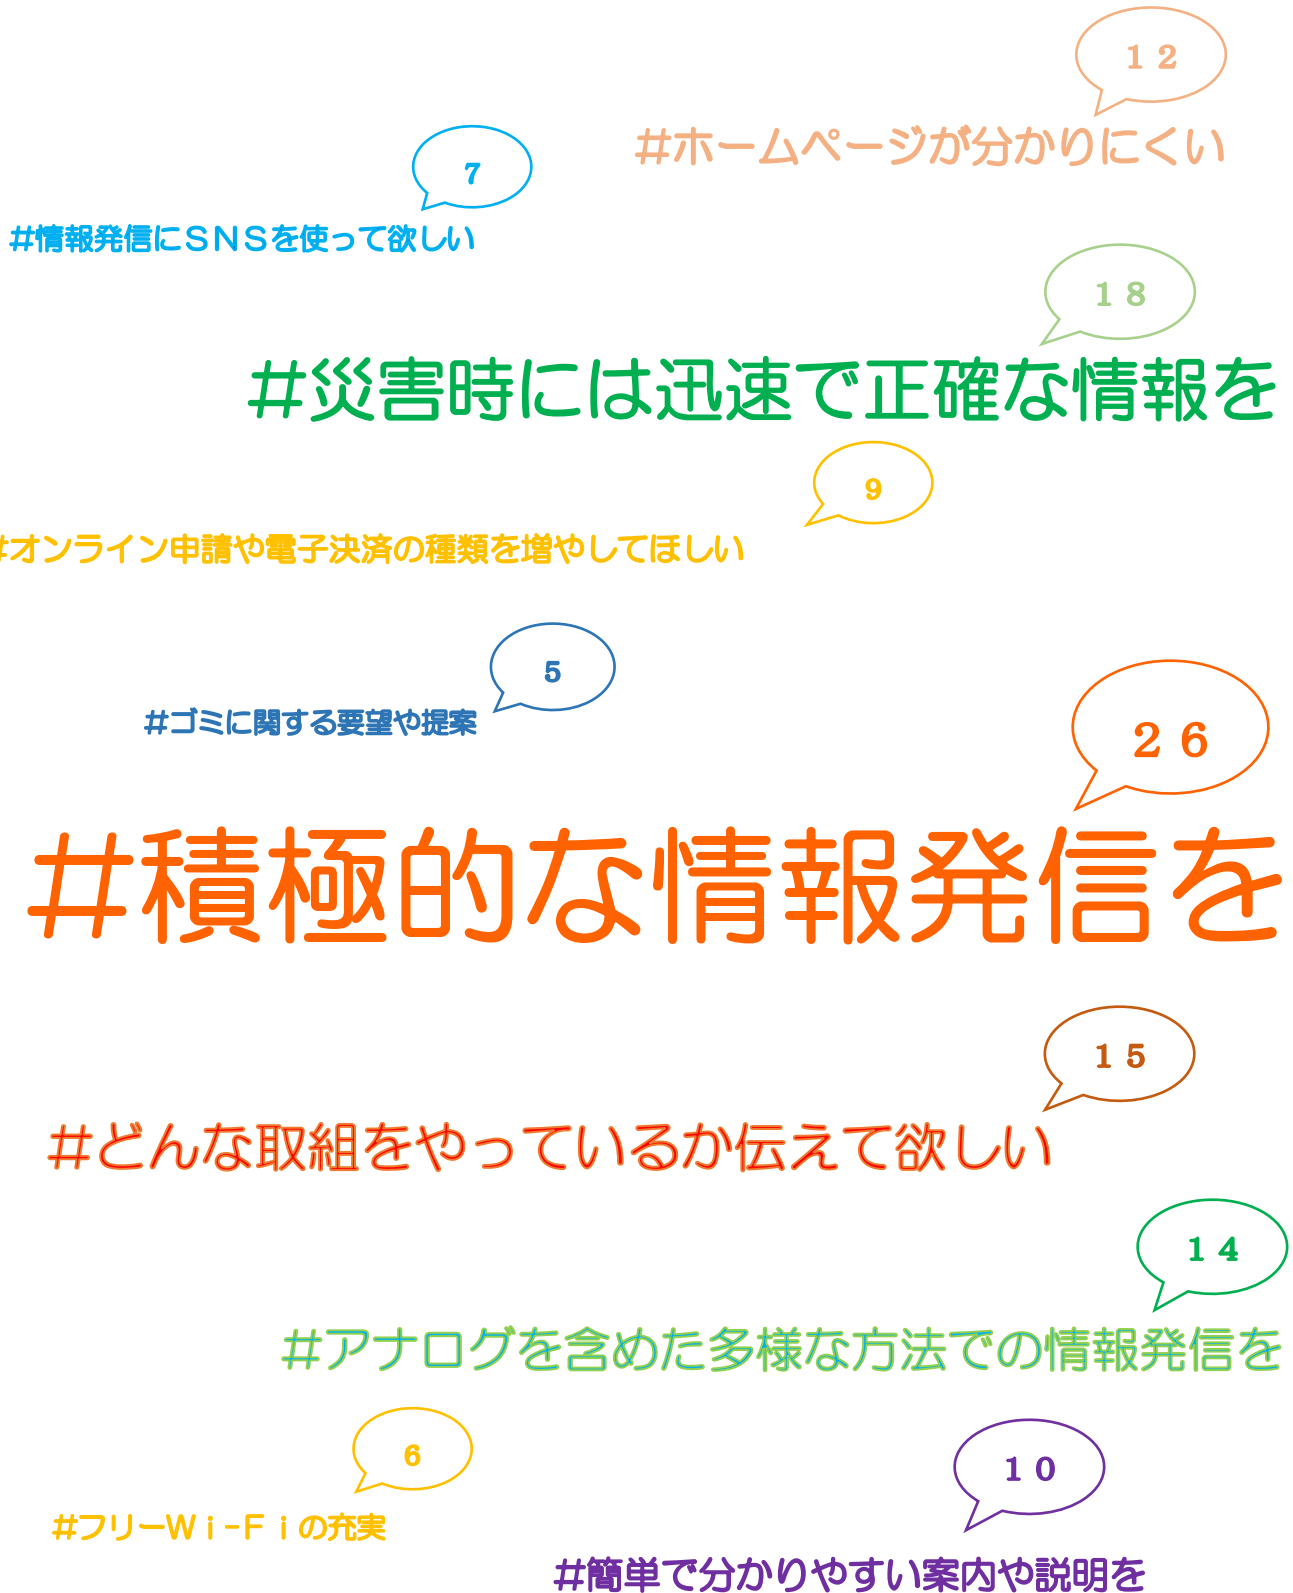 １２
＃ホームページが分かりにくい
７
＃情報発信にＳＮＳを使って欲しい
１８
＃災害時には迅速で正確な情報を
９
＃オンライン申請や電子決済の種類を増やしてほしい
５
＃ゴミに関する要望や提案
２６
＃積極的な情報発信を
１５
＃どんな取組をやっているか伝えて欲しい
１４
＃アナログを含めた多様な方法での情報発信を
６
＃フリーＷｉ-Ｆｉの充実
１０
＃簡単で分かりやすい案内や説明を